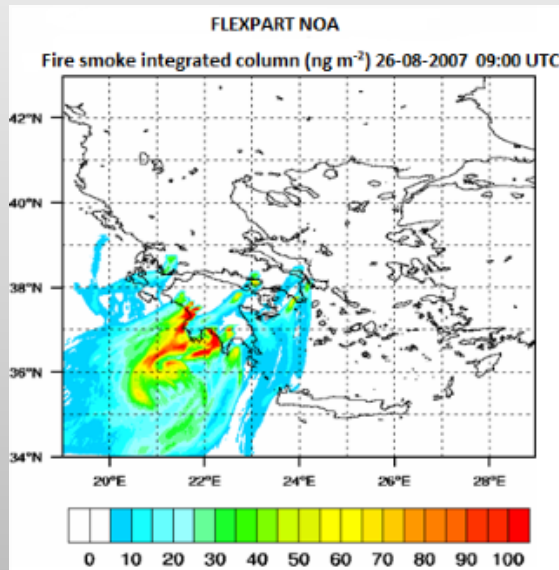 FLEXPART NOA
Fire smoke integrated column (ng m⁻²) 26-08-2007 09:00 UTC
42°N
40°N
38°N
36°N
34°N
20°E 22°E 24°E 26°E 28°E
0 10 20 30 40 50 60 70 80 90 100